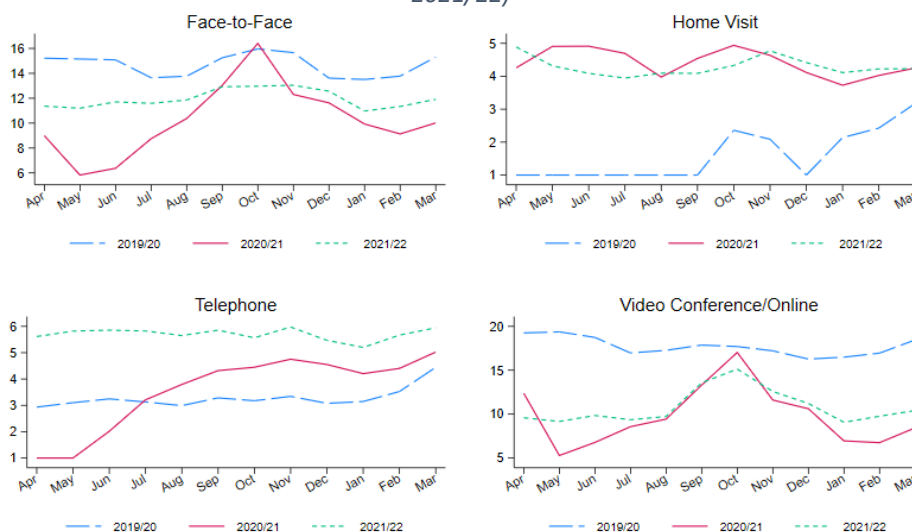 2021/22)
Face-to-Face
16
14
12
10
8
6
Apr May Jun Jul Aug Sep Oct Nov Dec Jan Feb Mar
2019/20 2020/21 2021/22
Home Visit
5
4
3
2
1
Apr May Jun Jul Aug Sep Oct Nov Dec Jan Feb Mar
2019/20 2020/21 2021/22
Telephone
6
5
4
3
2
1
Apr May Jun Jul Aug Sep Oct Nov Dec Jan Feb Mar
2019/20 2020/21 2021/22
Video Conference/Online
20
15
10
5
Apr May Jun Jul Aug Sep Oct Nov Dec Jan Feb Mar
2019/20 2020/21 2021/22